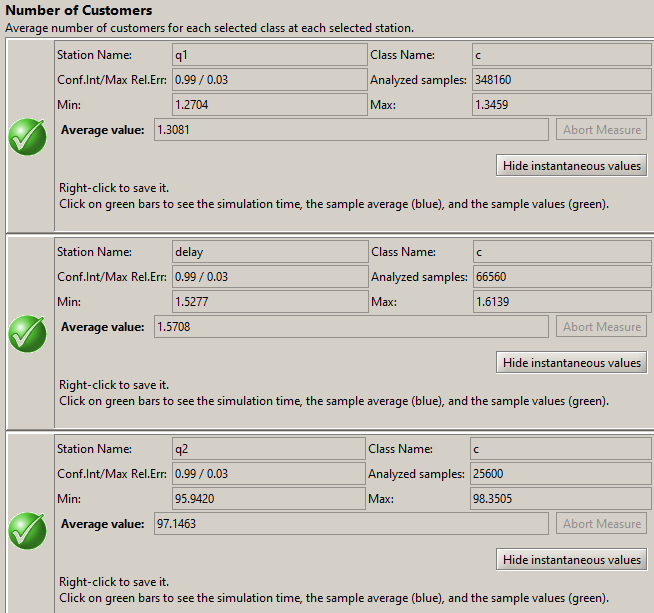 Number of Customers
Average number of customers for each selected class at each selected station.
Station Name: q1 Class Name: c
Conf.Int/Max Rel.Err: 0.99 / 0.03 Analyzed samples: 348160
Min: 1.2704 Max: 1.3459
Average value: 1.3081 Abort Measure
Hide instantaneous values
Right-click to save it.
Click on green bars to see the simulation time, the sample average (blue), and the sample values (green).
Station Name: delay Class Name: c
Conf.Int/Max Rel.Err: 0.99 / 0.03 Analyzed samples: 66560
Min: 1.5277 Max: 1.6139
Average value: 1.5708 Abort Measure
Hide instantaneous values
Right-click to save it.
Click on green bars to see the simulation time, the sample average (blue), and the sample values (green).
Station Name: q2 Class Name: c
Conf.Int/Max Rel.Err: 0.99 / 0.03 Analyzed samples: 25600
Min: 95.9420 Max: 98.3505
Average value: 97.1463 Abort Measure
Hide instantaneous values
Right-click to save it.
Click on green bars to see the simulation time, the sample average (blue), and the sample values (green).